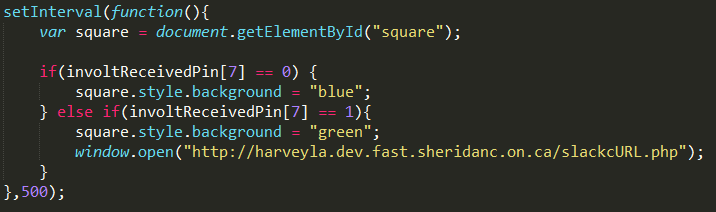 setInterval(function(){
var square = document.getElementById("square");
if(involtReceivedPin[7] == 0) {
square.style.background = "blue";
} else if(involtReceivedPin[7] == 1){
square.style.background = "green";
window.open("http://harveyla.dev.fast.sheridanc.on.ca/slackcURL.php");
}
},500);